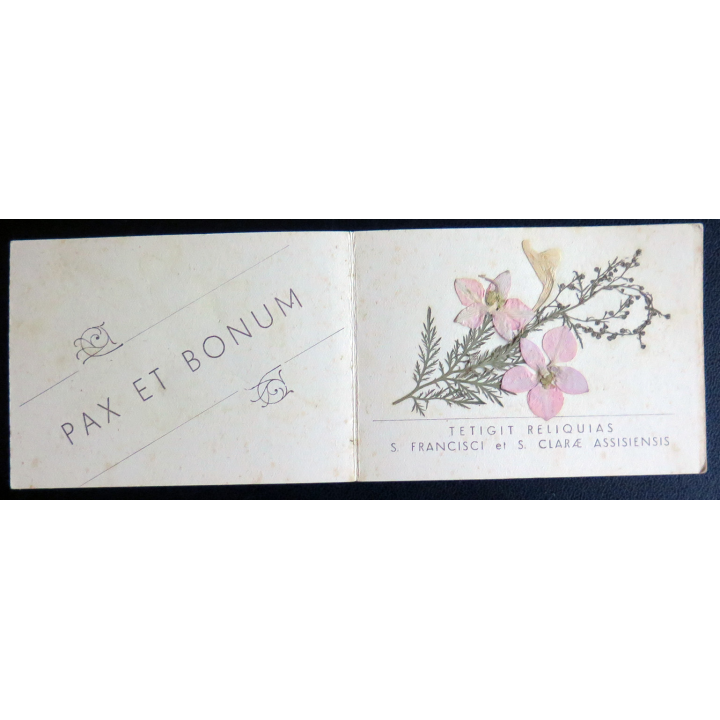 PAX ET BONUM
TETIGIT RELIQUIAS
S. FRANCISCI et S. CLARÆ ASSISIENSIS